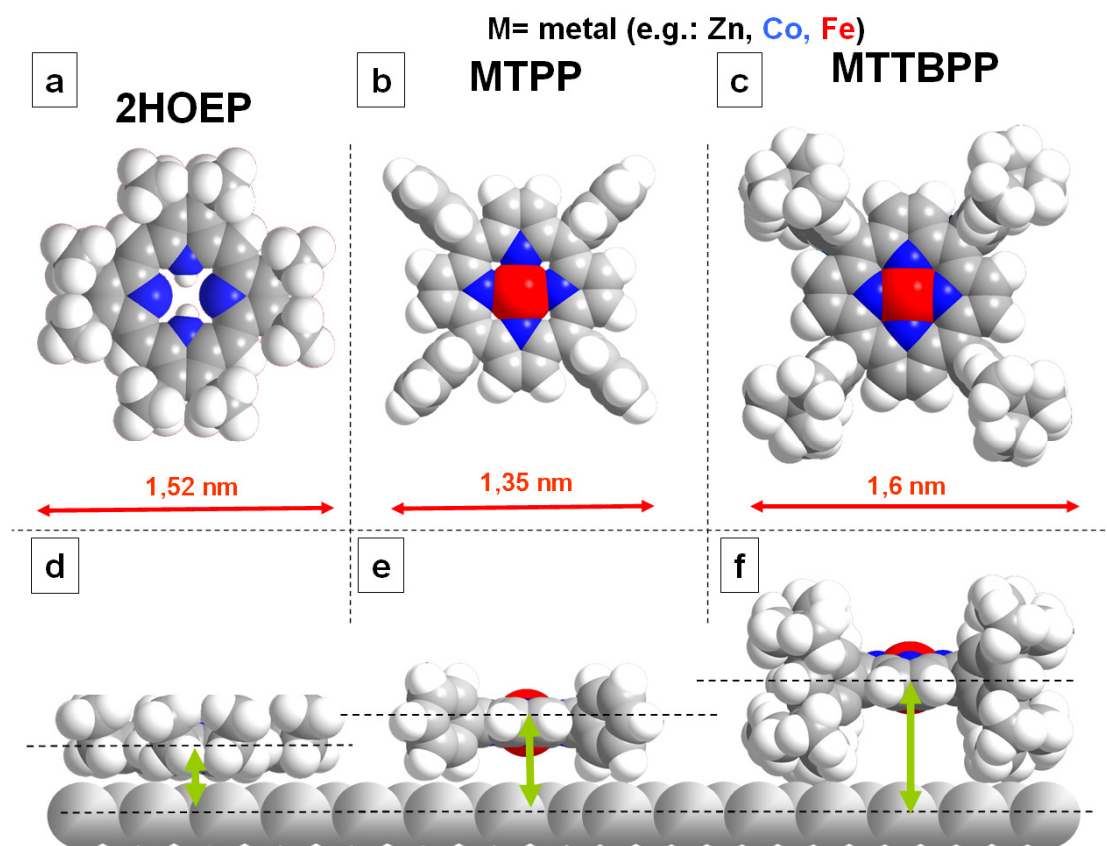 M= metal (e.g.: Zn, Co, Fe)
a
2HOEP
b
MTPP
c
MTTBPP
1,52 nm
1,35 nm
1,6 nm
d
e
f